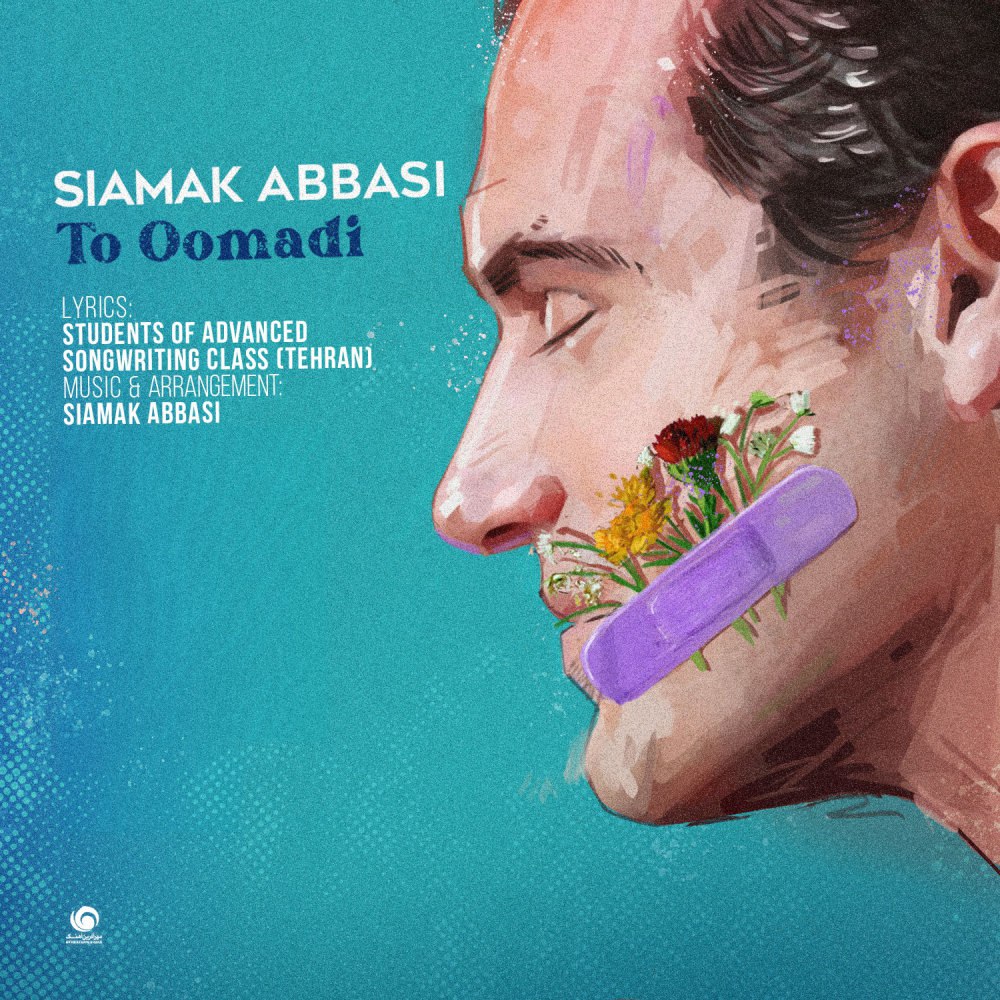 SIAMAK ABBASI
To Oomadi
LYRICS:
STUDENTS OF ADVANCED
SONGWRITING CLASS (TEHRAN)
MUSIC & ARRANGEMENT:
SIAMAK ABBASI